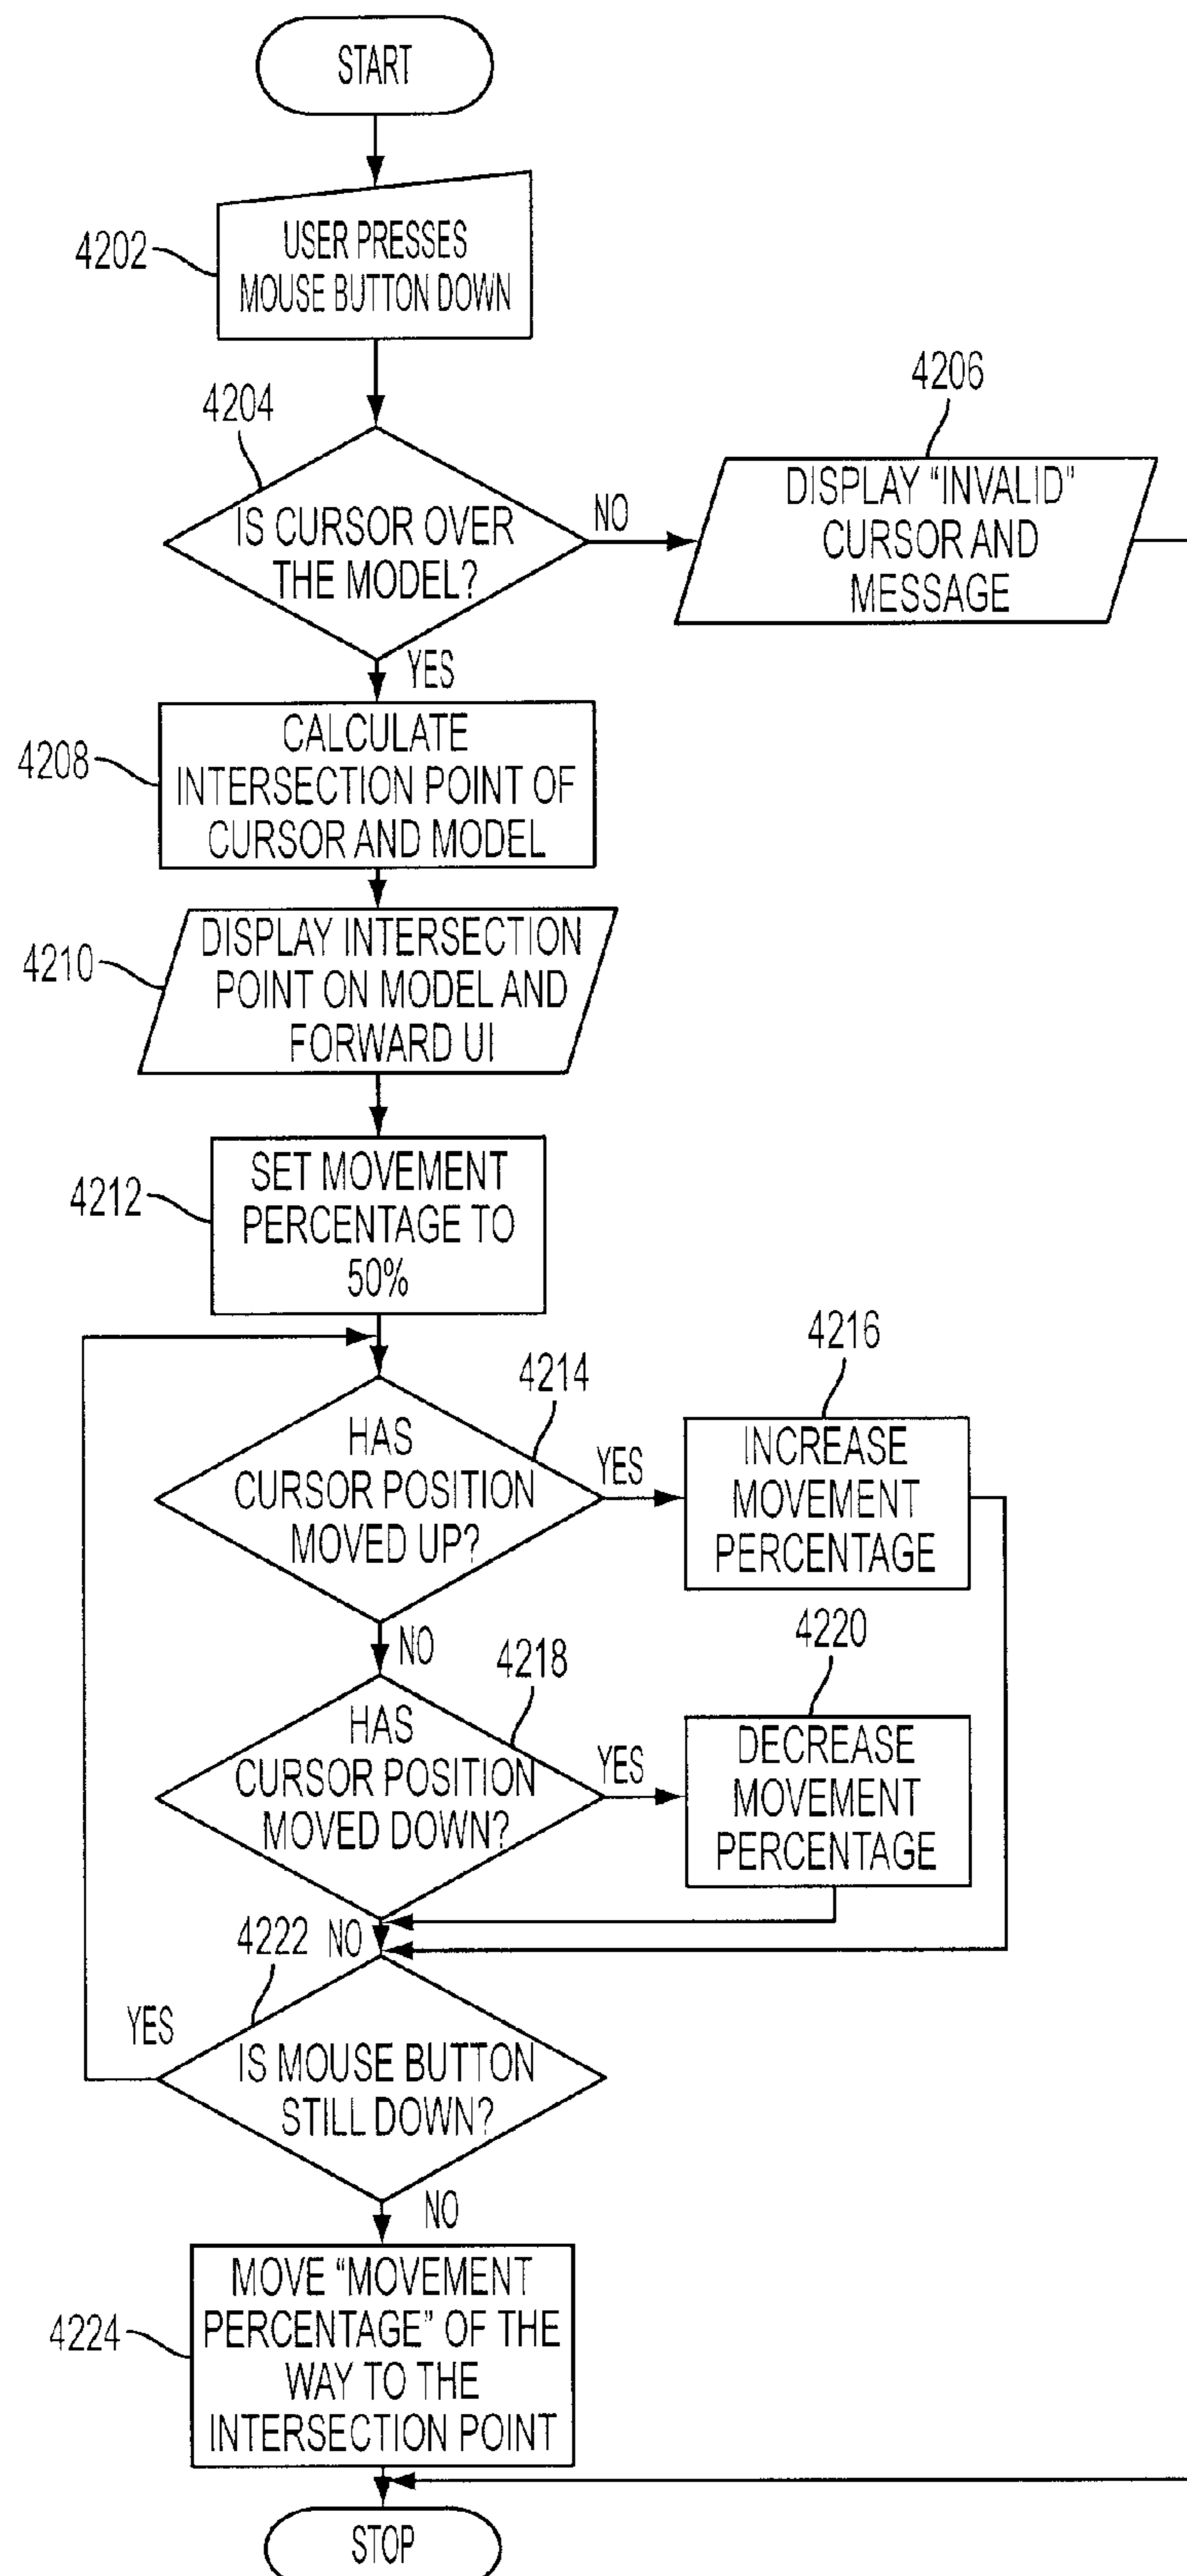 START
4202
USER PRESSES
MOUSE BUTTON DOWN
4204
IS CURSOR OVER
THE MODEL?
NO
4206
DISPLAY “INVALID”
CURSOR AND
MESSAGE
YES
4208
CALCULATE
INTERSECTION POINT OF
CURSOR AND MODEL
4210
DISPLAY INTERSECTION
POINT ON MODEL AND
FORWARD UI
4212
SET MOVEMENT
PERCENTAGE TO
50%
4214
HAS
CURSOR POSITION
MOVED UP?
YES
4216
INCREASE
MOVEMENT
PERCENTAGE
NO
4218
HAS
CURSOR POSITION
MOVED DOWN?
YES
4220
DECREASE
MOVEMENT
PERCENTAGE
4222
NO
YES
IS MOUSE BUTTON
STILL DOWN?
NO
4224
MOVE “MOVEMENT
PERCENTAGE” OF THE
WAY TO THE
INTERSECTION POINT
STOP